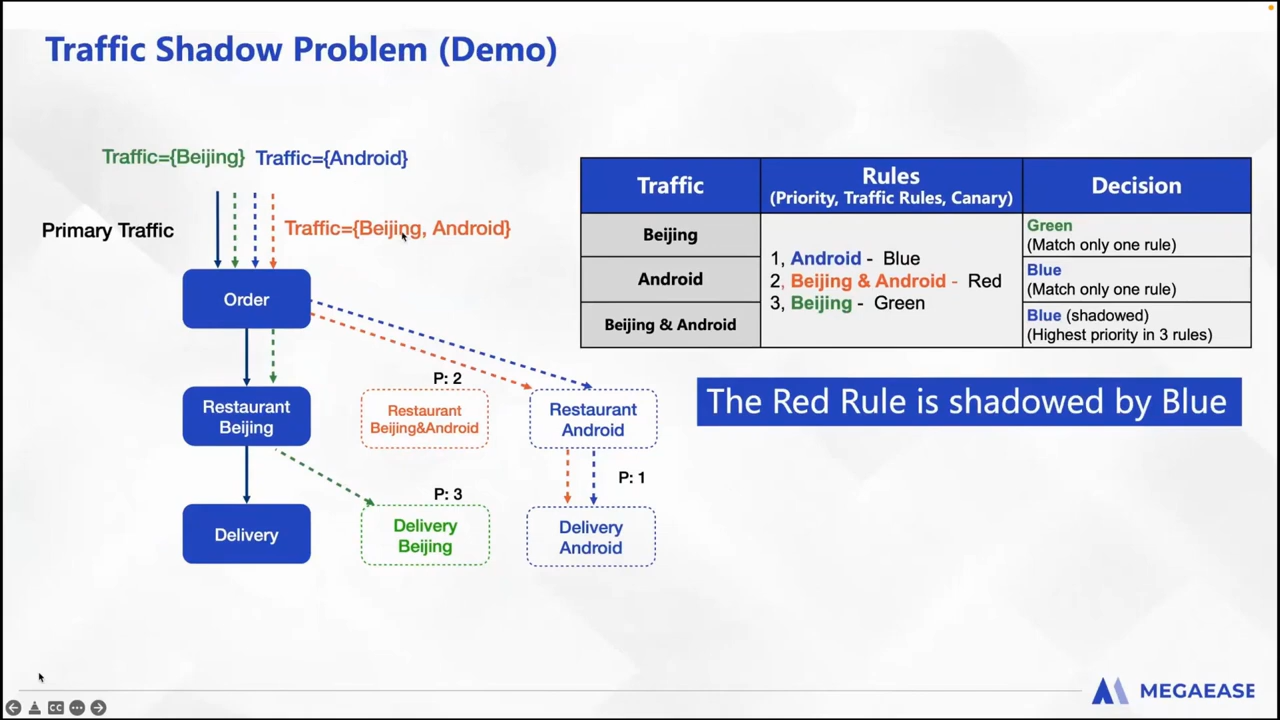 Traffic Shadow Problem (Demo)
Traffic={Beijing} Traffic={Android}
Primary Traffic
Traffic={Beijing, Android}
Order
P: 2
Restaurant
Beijing
Restaurant
Beijing&Android
Restaurant
Android
P: 1
P: 3
Delivery
Delivery
Beijing
Delivery
Android
Traffic
Rules
(Priority, Traffic Rules, Canary)
Decision
Beijing
Android
Beijing & Android
1, Android - Blue
2, Beijing & Android - Red
3, Beijing - Green
Green
(Match only one rule)
Blue
(Match only one rule)
Blue (shadowed)
(Highest priority in 3 rules)
The Red Rule is shadowed by Blue
CC
MEGAEASE